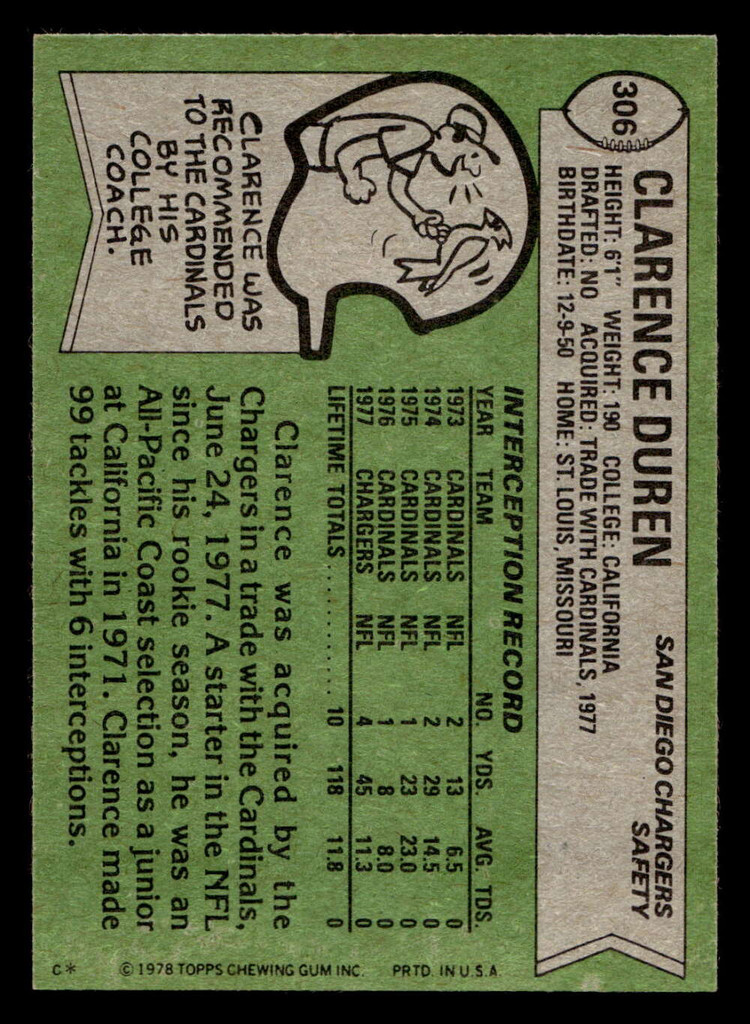 306
CLARENCE DUREN
SAN DIEGO CHARGERS
SAFETY
HEIGHT: 6'1" WEIGHT: 190 COLLEGE: CALIFORNIA
DRAFTED: NO ACQUIRED: TRADE WITH CARDINALS, 1977
BIRTHDATE: 12-9-50 HOME: ST. LOUIS, MISSOURI
CLARENCE WAS
RECOMMENDED
TO THE CARDINALS
BY HIS
COLLEGE
COACH.
INTERCEPTION RECORD
YEAR TEAM NO. YDS. AVG. TDS.
1973 CARDINALS NFL 2 13 6.5 0
1974 CARDINALS NFL 2 29 14.5 0
1975 CARDINALS NFL 1 23 23.0 0
1976 CARDINALS NFL 1 8 8.0 0
1977 CHARGERS NFL 4 45 11.3 0
LIFETIME TOTALS .......... 10 118 11.8 0
Clarence was acquired by the
Chargers in a trade with the Cardinals,
June 24, 1977. A starter in the NFL
since his rookie season, he was an
All-Pacific Coast selection as a junior
at California in 1971. Clarence made
99 tackles with 6 interceptions.
C* © 1978 TOPPS CHEWING GUM INC. PRTD. IN U.S.A.